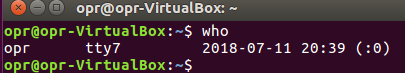 opr@opr-VirtualBox: ~
opr@opr-VirtualBox:~$ who
opr      tty7         2018-07-11 20:39 (:0)
opr@opr-VirtualBox:~$